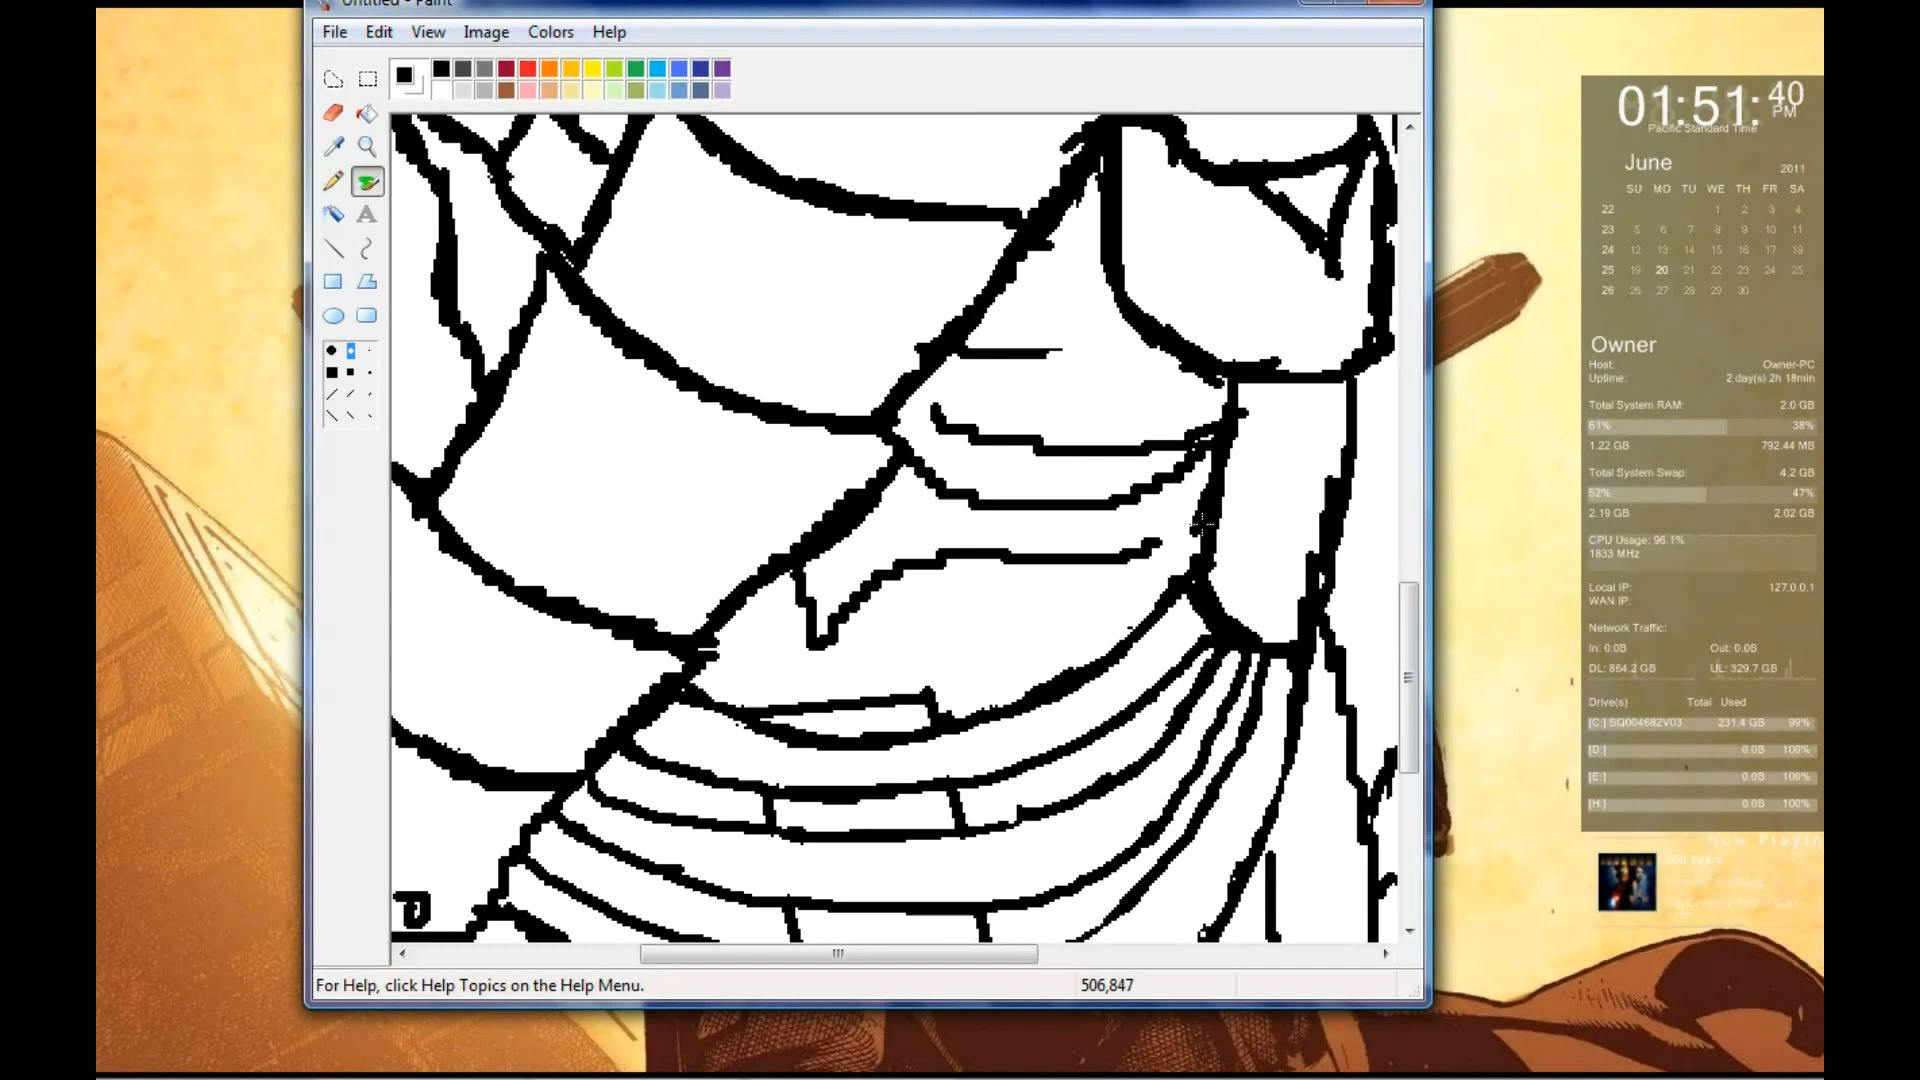 Untitled - Paint
File Edit View Image Colors Help
01:51:40 PM
Pacific Standard Time
June 2011
SU MO TU WE TH FR SA
22 1 2 3 4
23 5 6 7 8 9 10 11
24 12 13 14 15 16 17 18
25 19 20 21 22 23 24 25
26 26 27 28 29 30
Owner
Host: Owner-PC
Uptime: 2 day(s) 2h 18min
Total System RAM: 2.0 GB
61% 38%
1.22 GB 792.44 MB
Total System Swap: 4.2 GB
52% 47%
2.19 GB 2.02 GB
CPU Usage: 96.1%
1833 MHz
Local IP: 127.0.0.1
WAN IP:
Network Traffic:
In: 0.0B Out: 0.0B
DL: 864.2 GB UL: 329.7 GB
Drive(s) Total Used
[C:] SQ004682V03 231.4 GB 99%
[D:] 0.0B 100%
[E:] 0.0B 100%
[H:] 0.0B 100%
Now Playin
100 Years
Five For Fighting
For Help, click Help Topics on the Help Menu.
506,847